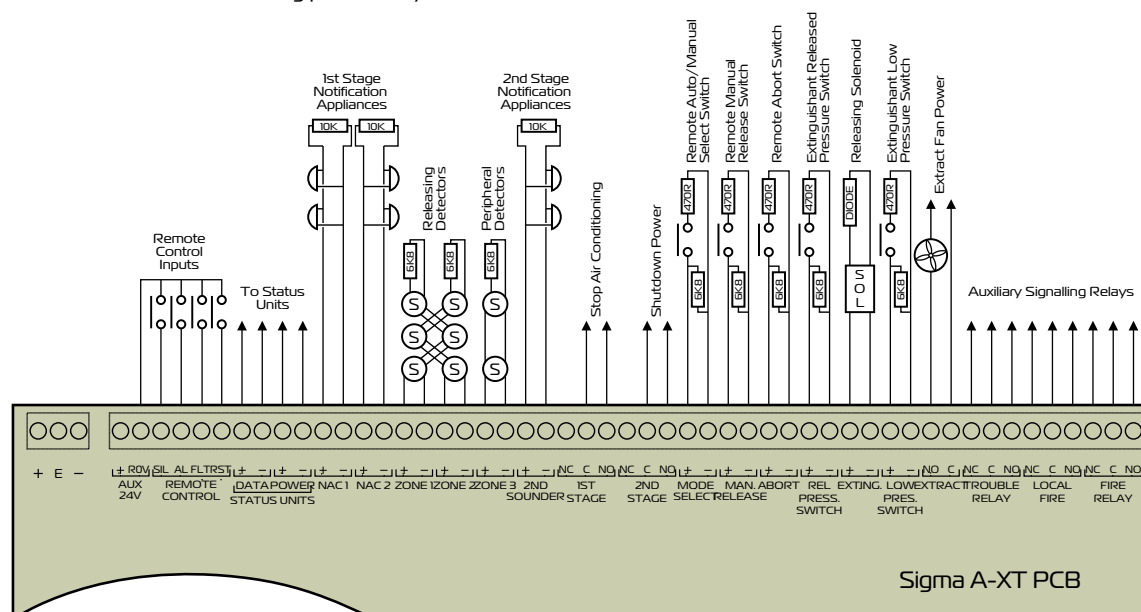 1st Stage
Notification
Appliances
10K
10K
2nd Stage
Notification
Appliances
10K
Remote Auto/Manual
Select Switch
Remote Manual
Release Switch
Remote Abort Switch
Extinguishant Released
Pressure Switch
Releasing Solenoid
Extinguishant Low
Pressure Switch
Extract Fan Power
470R
470R
470R
470R
DIODE
470R
Releasing
Detectors
Peripheral
Detectors
Remote
Control
Inputs
To Status
Units
6K8
6K8
6K8
S
S
S
S
S
S
S
S
Stop Air Conditioning
Shutdown Power
6K8
6K8
6K8
6K8
SOL
6K8
Auxiliary Signalling Relays
+ E −
+ R0V SIL AL FLT RST + − + − + − + − + − + − + − + − NC C NO NC C NO + − + − + − + − + − + − NO C NC C NO NC C NO NC C NO
AUX
24V
REMOTE
CONTROL
DATA POWER
STATUS UNITS
NAC 1
NAC 2
ZONE 1
ZONE 2
ZONE 3
2ND
SOUNDER
1ST
STAGE
2ND
STAGE
MODE
SELECT
MAN.
RELEASE
ABORT
REL
PRESS.
SWITCH
EXTING.
LOW
PRES.
SWITCH
EXTRACT
TROUBLE
RELAY
LOCAL
FIRE
FIRE
RELAY
Sigma A-XT PCB